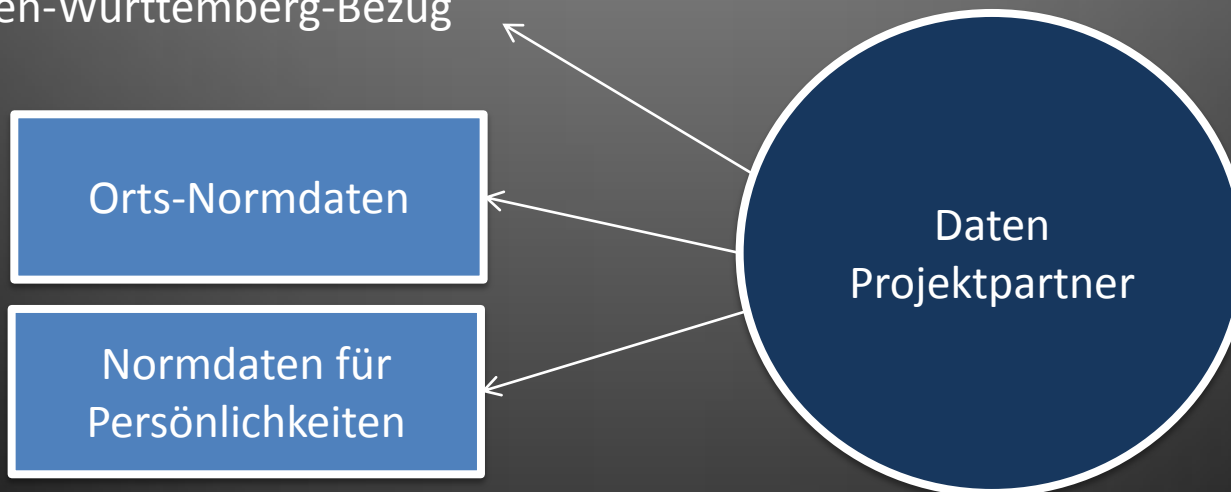 en-Württemberg-Bezug
Orts-Normdaten
Daten
Projektpartner
Normdaten für
Persönlichkeiten